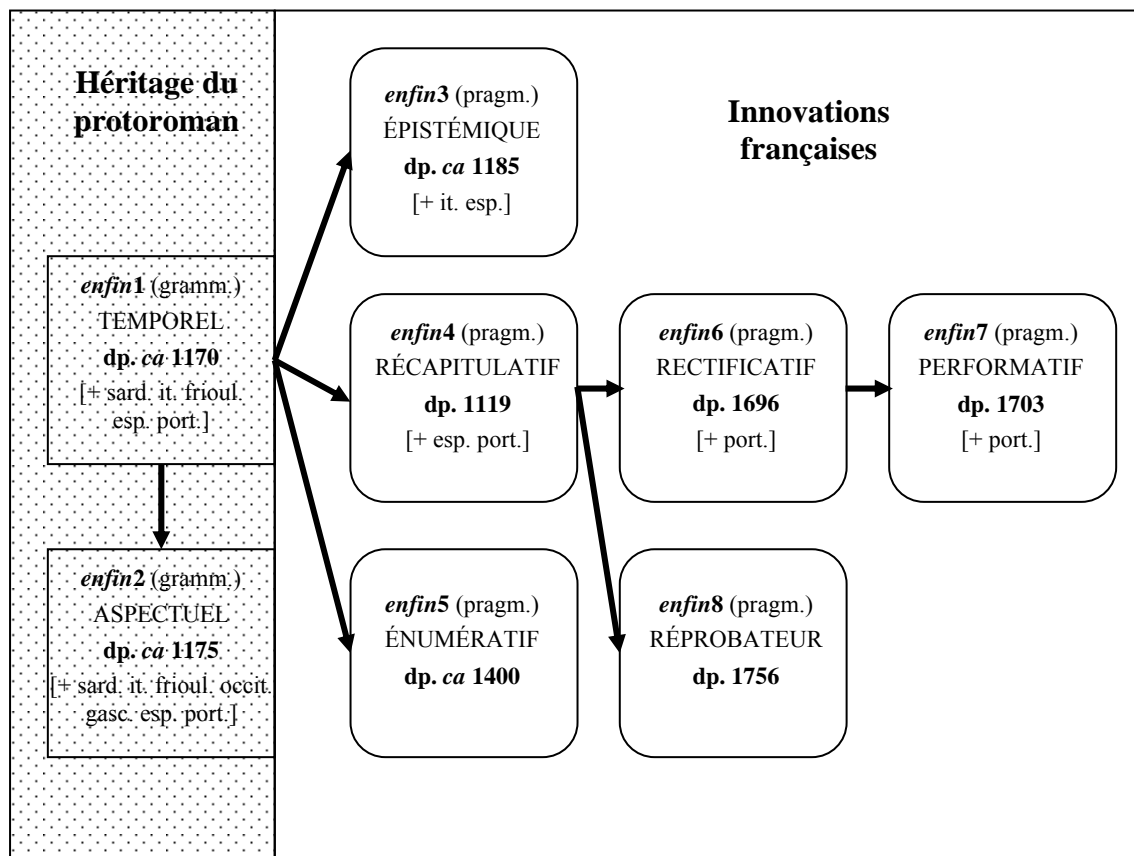 Héritage du
protoroman
enfin1 (gramm.)
TEMPOREL
dp. ca 1170
[+ sard. it. frioul.
esp. port.]
enfin2 (gramm.)
ASPECTUEL
dp. ca 1175
[+ sard. it. frioul. occit.
gasc. esp. port.]
enfin3 (pragm.)
ÉPISTÉMIQUE
dp. ca 1185
[+ it. esp.]
Innovations
françaises
enfin4 (pragm.)
RÉCAPITULATIF
dp. 1119
[+ esp. port.]
enfin6 (pragm.)
RECTIFICATIF
dp. 1696
[+ port.]
enfin7 (pragm.)
PERFORMATIF
dp. 1703
[+ port.]
enfin5 (pragm.)
ÉNUMÉRATIF
dp. ca 1400
enfin8 (pragm.)
RÉPROBATEUR
dp. 1756